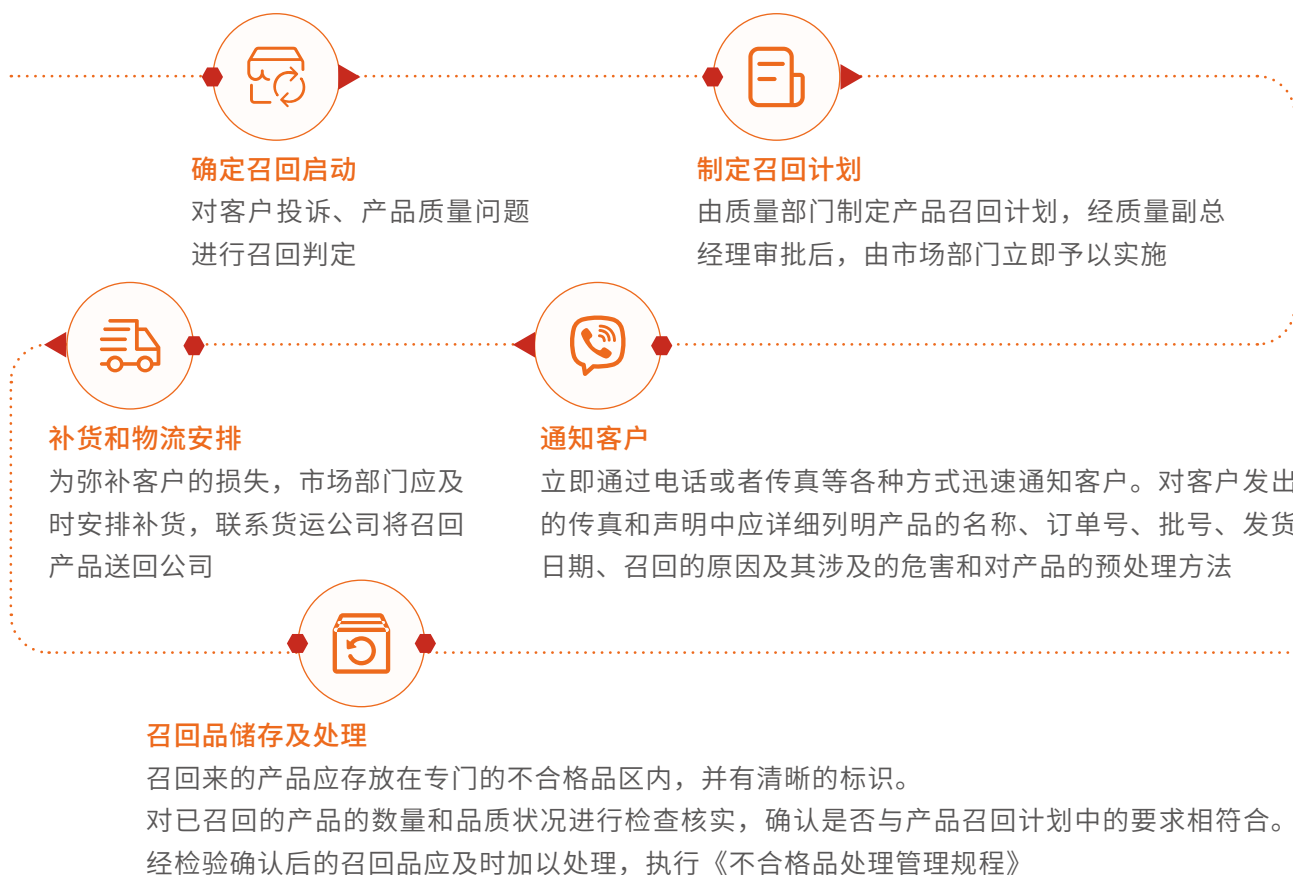 确定召回启动
对客户投诉、产品质量问题
进行召回判定
制定召回计划
由质量部门制定产品召回计划，经质量副总
经理审批后，由市场部门立即予以实施
通知客户
立即通过电话或者传真等各种方式迅速通知客户。对客户发出
的传真和声明中应详细列明产品的名称、订单号、批号、发货
日期、召回的原因及其涉及的危害和对产品的预处理方法
补货和物流安排
为弥补客户的损失，市场部门应及
时安排补货，联系货运公司将召回
产品送回公司
召回品储存及处理
召回来的产品应存放在专门的不合格品区内，并有清晰的标识。
对已召回的产品的数量和品质状况进行检查核实，确认是否与产品召回计划中的要求相符合。
经检验确认后的召回品应及时加以处理，执行《不合格品处理管理规程》